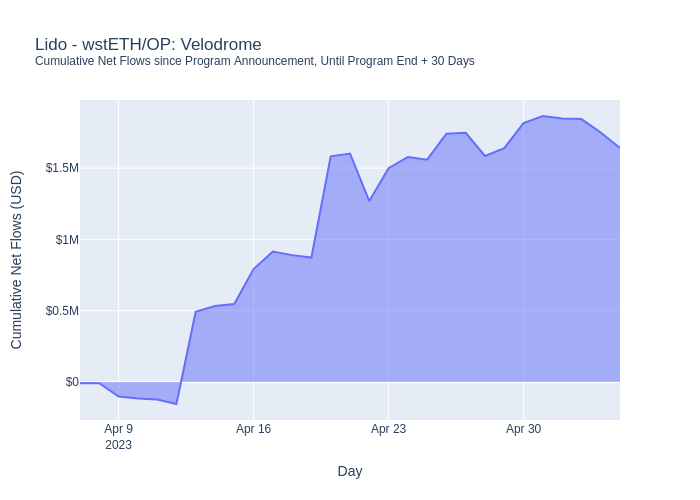 Lido - wstETH/OP: Velodrome
Cumulative Net Flows since Program Announcement, Until Program End + 30 Days
Cumulative Net Flows (USD)
$1.5M
$1M
$0.5M
$0
Apr 9
2023
Apr 16
Apr 23
Apr 30
Day